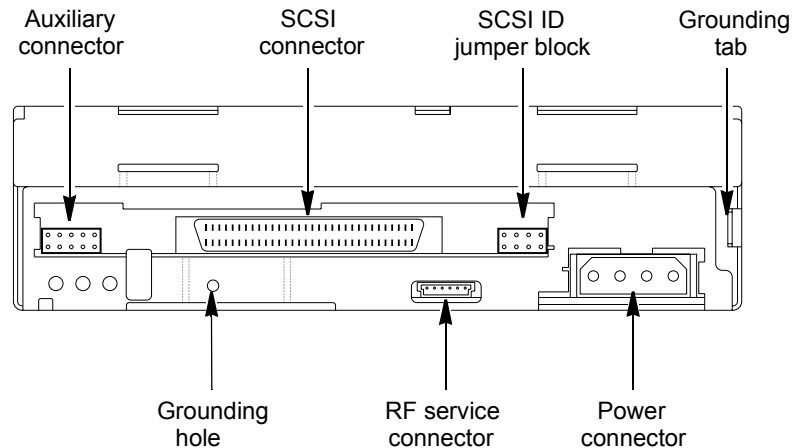 Auxiliary
connector
SCSI
connector
SCSI ID
jumper block
Grounding
tab
Grounding
hole
RF service
connector
Power
connector